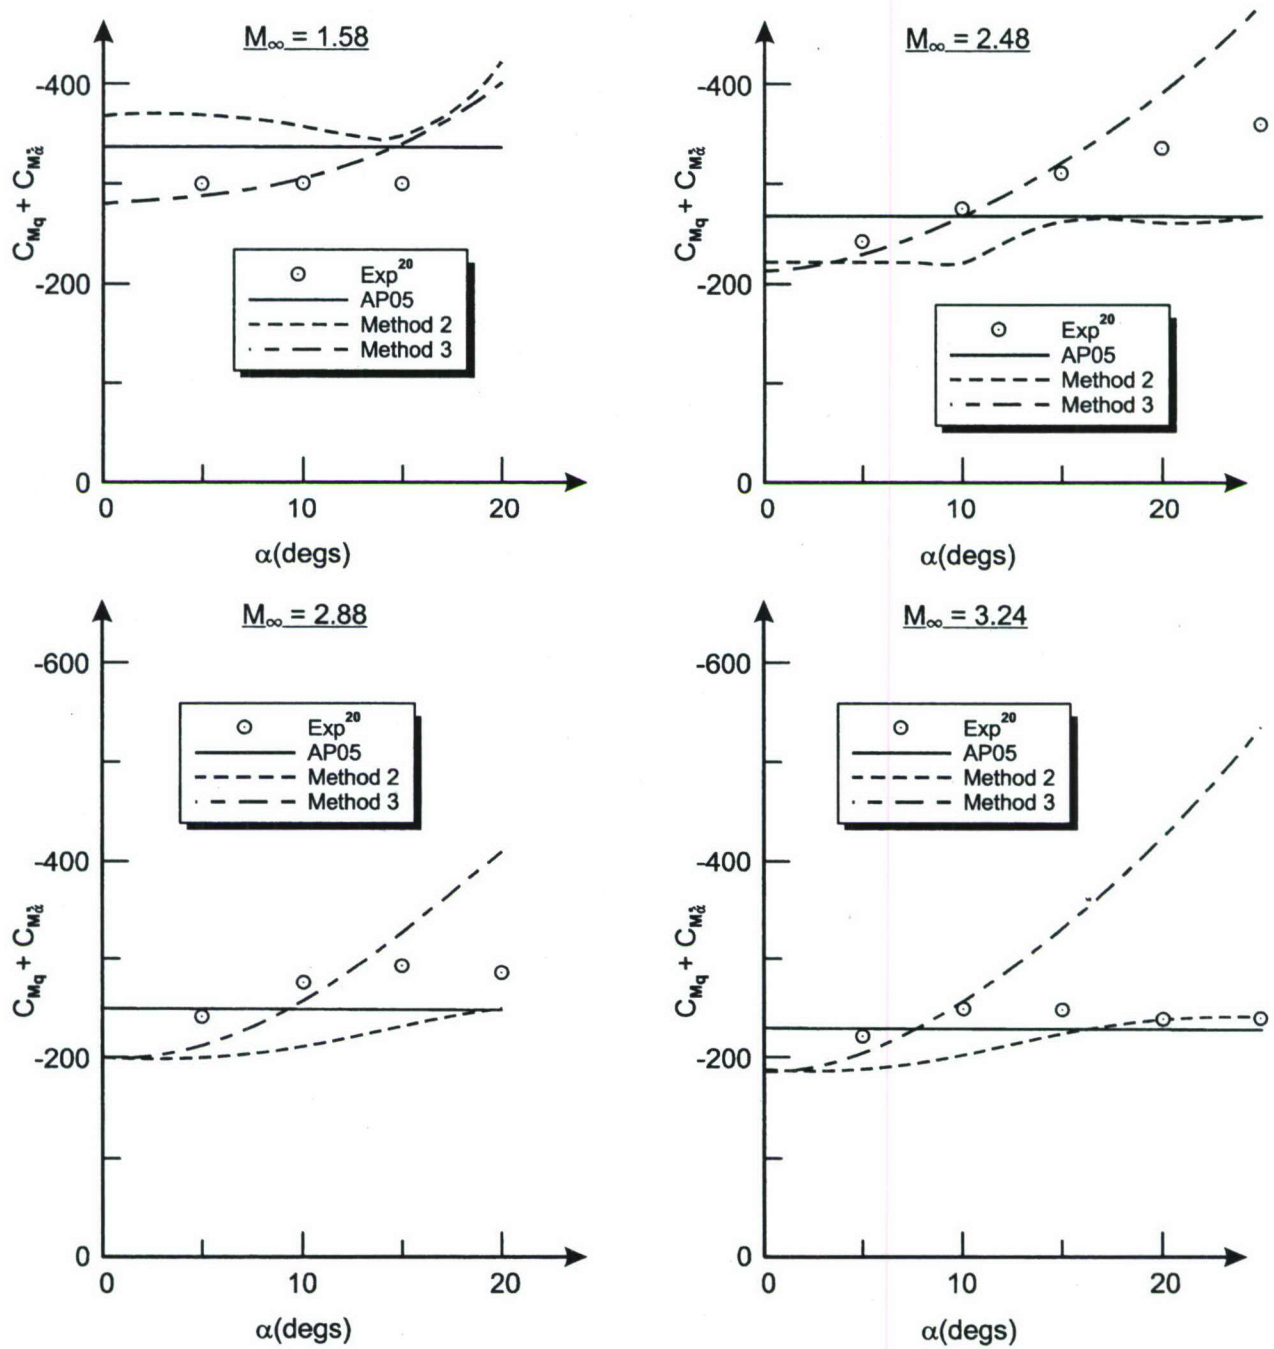 M∞ = 1.58
-400
-200
0
C_Mq + C_Mα̇
0 10 20
α(degs)
Exp²⁰
AP05
Method 2
Method 3
M∞ = 2.48
-400
-200
0
C_Mq + C_Mα̇
0 10 20
α(degs)
Exp²⁰
AP05
Method 2
Method 3
M∞ = 2.88
-600
-400
-200
0
C_Mq + C_Mα̇
0 10 20
α(degs)
Exp²⁰
AP05
Method 2
Method 3
M∞ = 3.24
-600
-400
-200
0
C_Mq + C_Mα̇
0 10 20
α(degs)
Exp²⁰
AP05
Method 2
Method 3